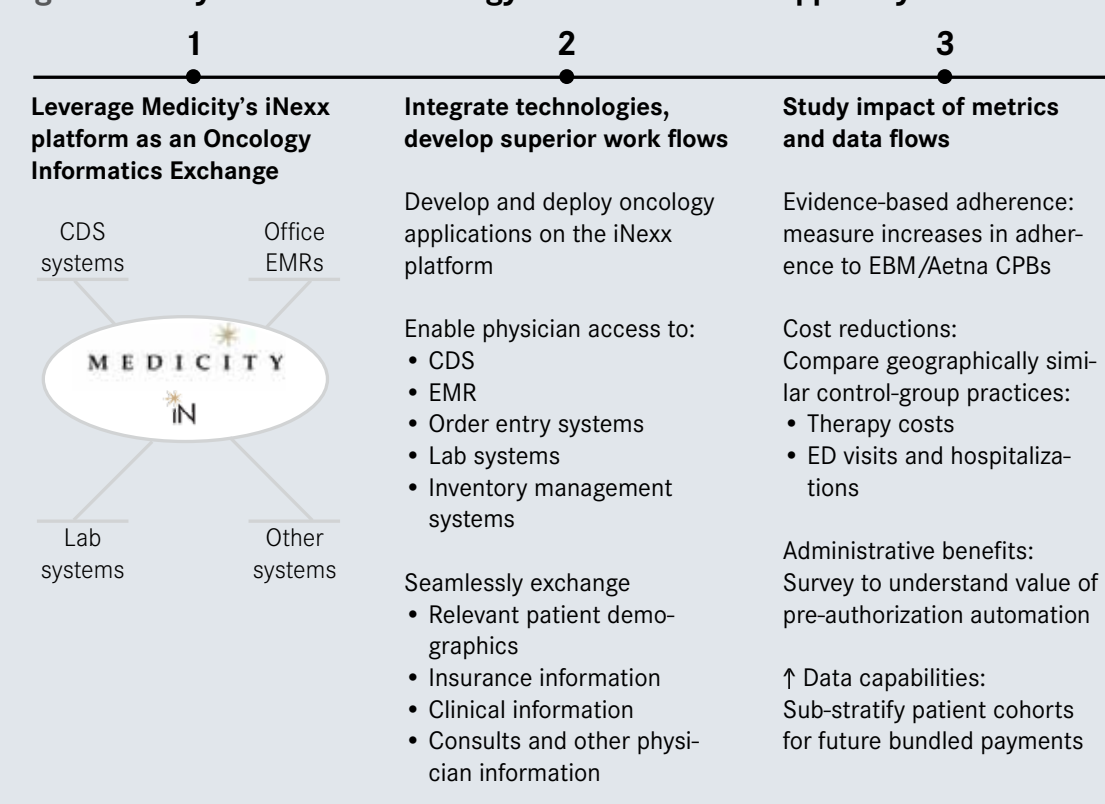 1
Leverage Medicity's iNexx
platform as an Oncology
Informatics Exchange
CDS
systems
Office
EMRs
MEDICITY
iN
Lab
systems
Other
systems
2
Integrate technologies,
develop superior work flows
Develop and deploy oncology
applications on the iNexx
platform
Enable physician access to:
• CDS
• EMR
• Order entry systems
• Lab systems
• Inventory management
systems
Seamlessly exchange
• Relevant patient demo-
graphics
• Insurance information
• Clinical information
• Consults and other physi-
cian information
3
Study impact of metrics
and data flows
Evidence-based adherence:
measure increases in adher-
ence to EBM/Aetna CPBs
Cost reductions:
Compare geographically simi-
lar control-group practices:
• Therapy costs
• ED visits and hospitaliza-
tions
Administrative benefits:
Survey to understand value of
pre-authorization automation
↑ Data capabilities:
Sub-stratify patient cohorts
for future bundled payments